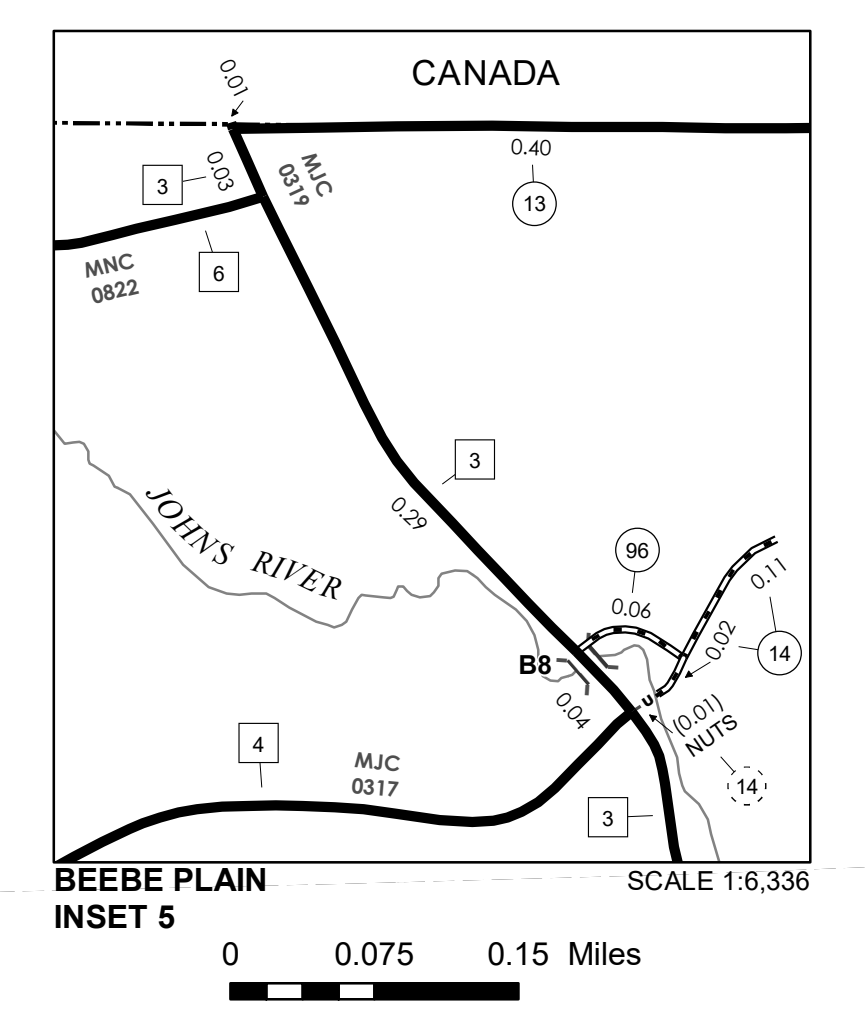 CANADA
0.01
0.40
13
3
0.03
MJC
0319
6
MNC
0822
3
0.29
JOHNS RIVER
96
0.06
0.11
0.02
14
B8
0.04
U
(0.01)
NUTS
14
4
MJC
0317
3
BEEBE PLAIN
SCALE 1:6,336
INSET 5
0 0.075 0.15 Miles